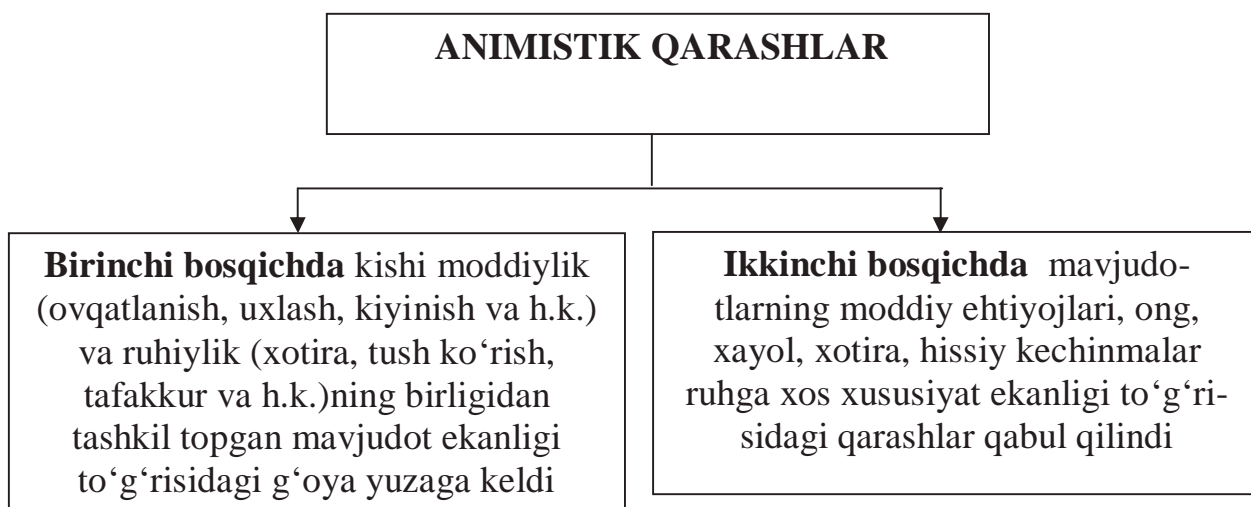 ANIMISTIK QARASHLAR
Birinchi bosqichda kishi moddiylik
(ovqatlanish, uxlash, kiyinish va h.k.)
va ruhiylik (xotira, tush ko‘rish,
tafakkur va h.k.)ning birligidan
tashkil topgan mavjudot ekanligi
to‘g‘risidagi g‘oya yuzaga keldi
Ikkinchi bosqichda mavjudo-
tlarning moddiy ehtiyojlari, ong,
xayol, xotira, hissiy kechinmalar
ruhga xos xususiyat ekanligi to‘g‘ri-
sidagi qarashlar qabul qilindi